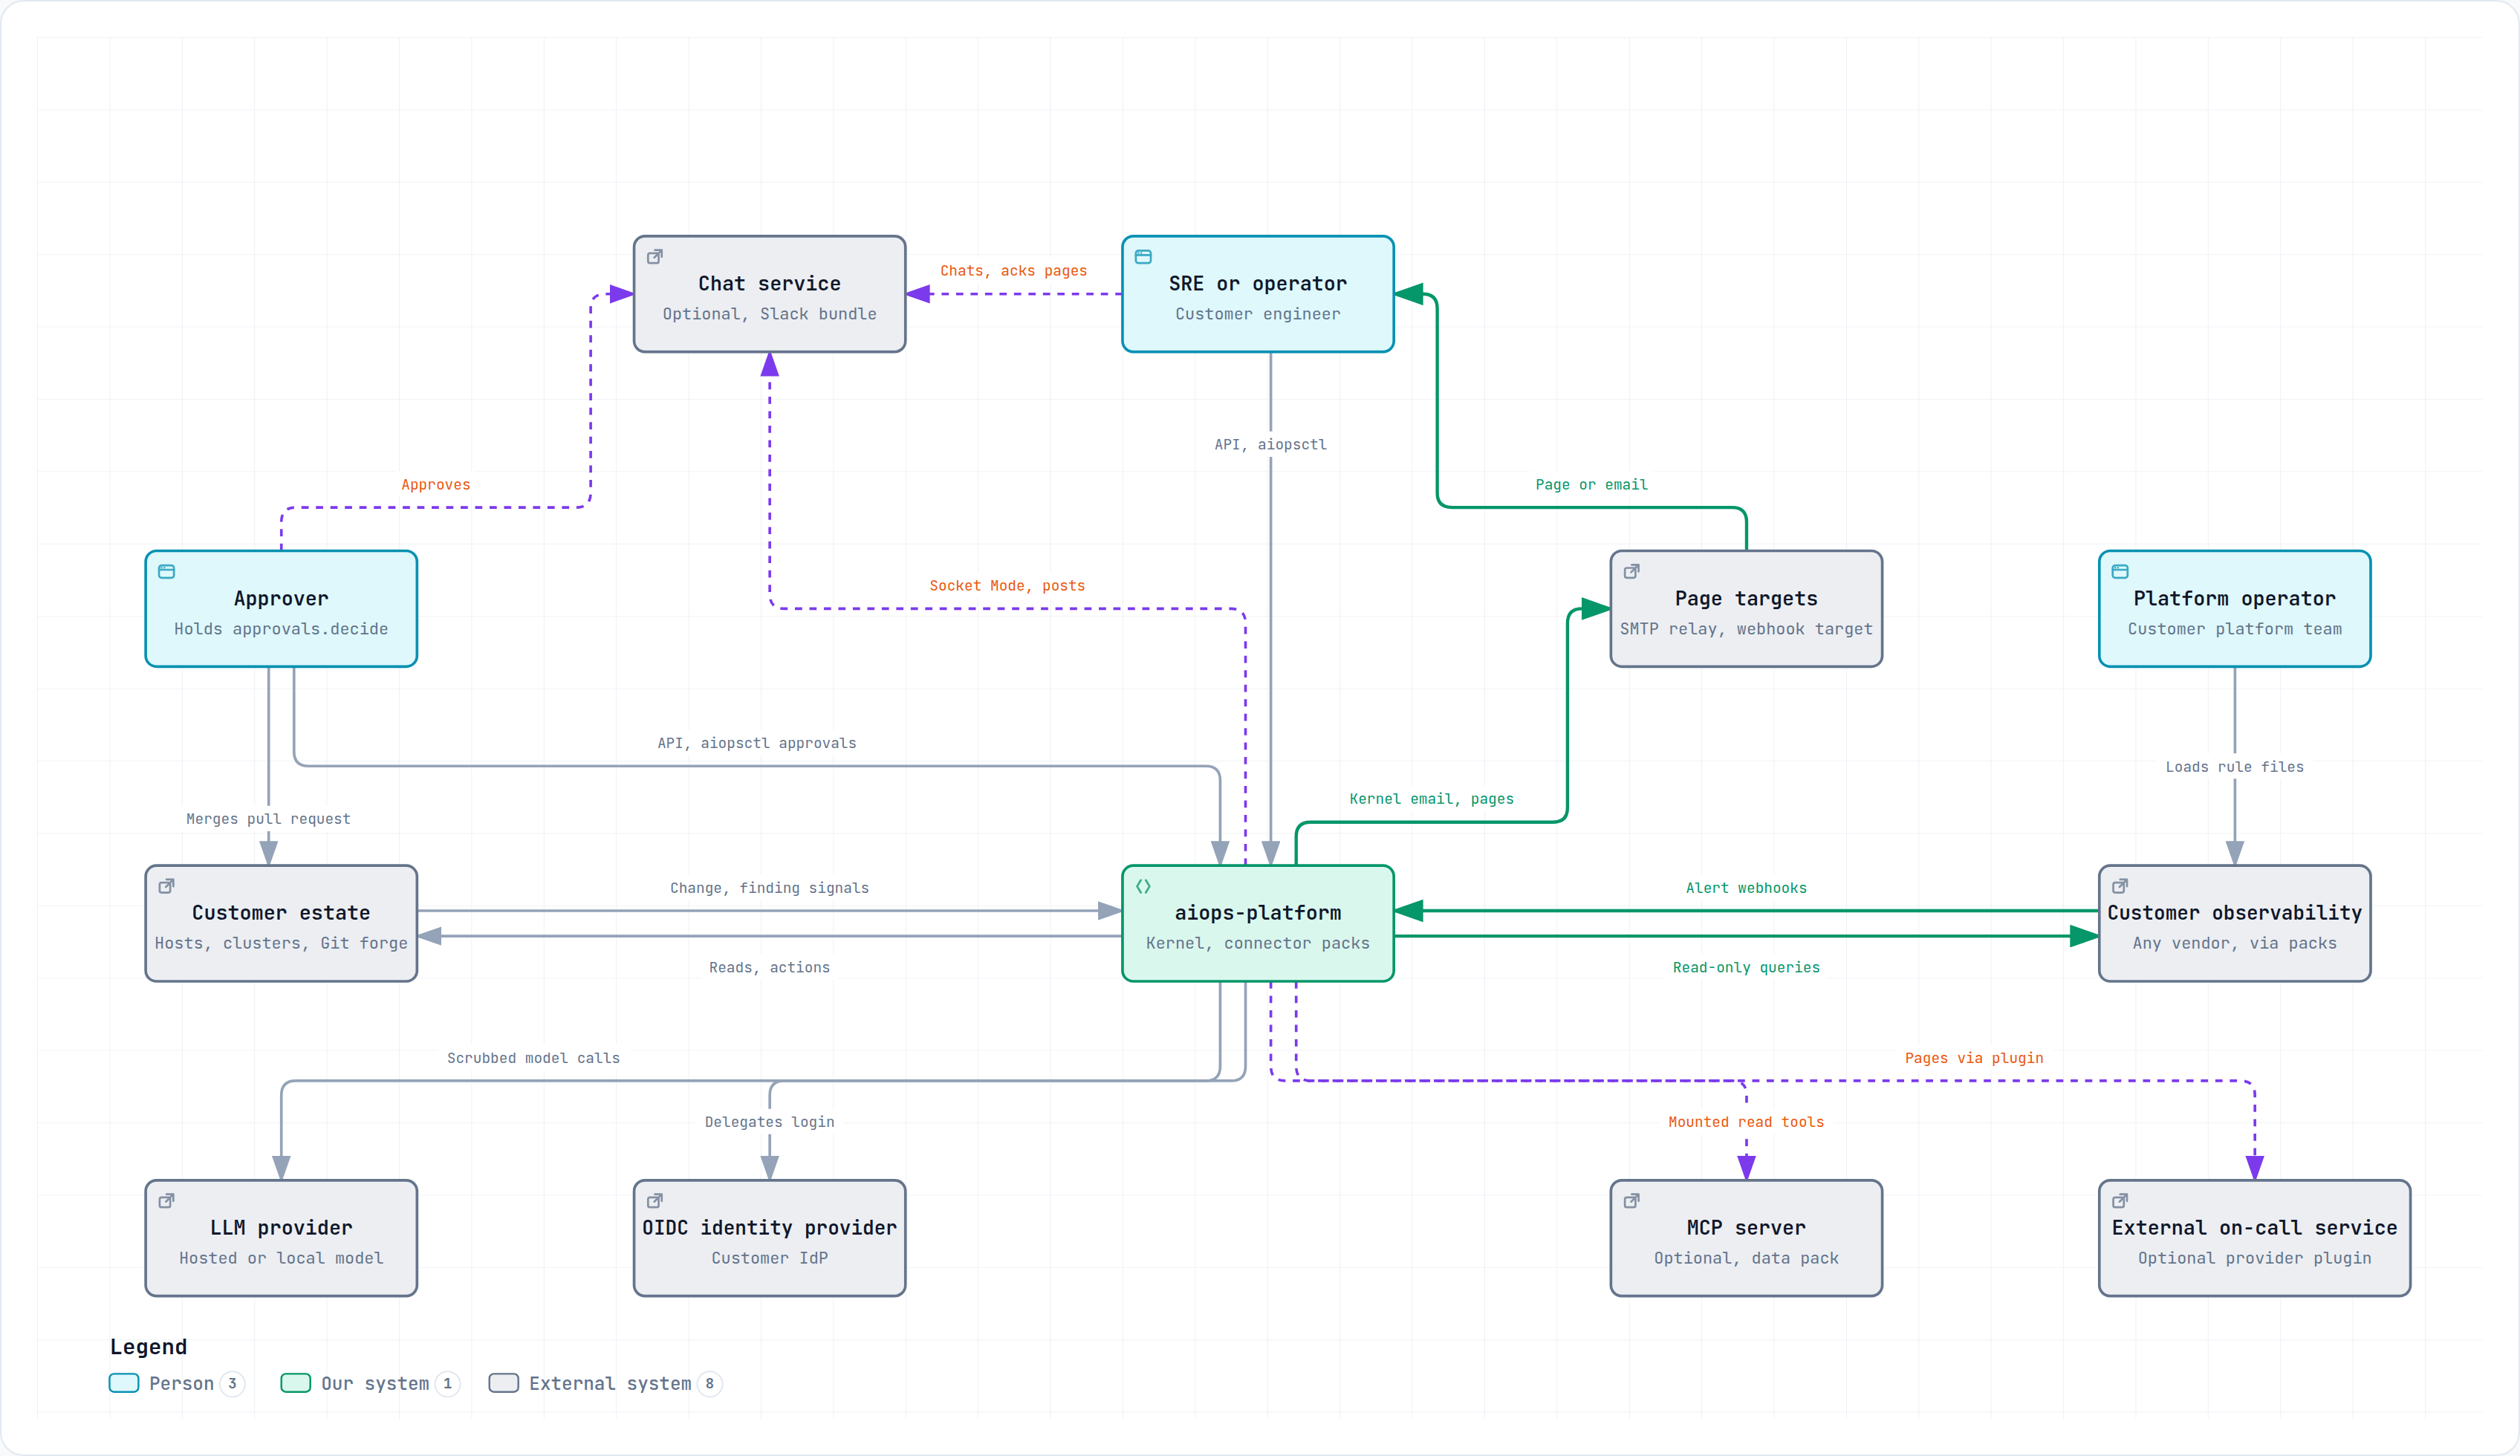 Chat service
Optional, Slack bundle
Chats, acks pages
SRE or operator
Customer engineer
API, aiopsctl
Approves
Page or email
Approver
Holds approvals.decide
Socket Mode, posts
Page targets
SMTP relay, webhook target
Platform operator
Customer platform team
API, aiopsctl approvals
Loads rule files
Kernel email, pages
Merges pull request
Customer estate
Hosts, clusters, Git forge
Change, finding signals
Reads, actions
aiops-platform
Kernel, connector packs
Alert webhooks
Read-only queries
Customer observability
Any vendor, via packs
Scrubbed model calls
Pages via plugin
Delegates login
Mounted read tools
LLM provider
Hosted or local model
OIDC identity provider
Customer IdP
MCP server
Optional, data pack
External on-call service
Optional provider plugin
Legend
Person 3
Our system 1
External system 8